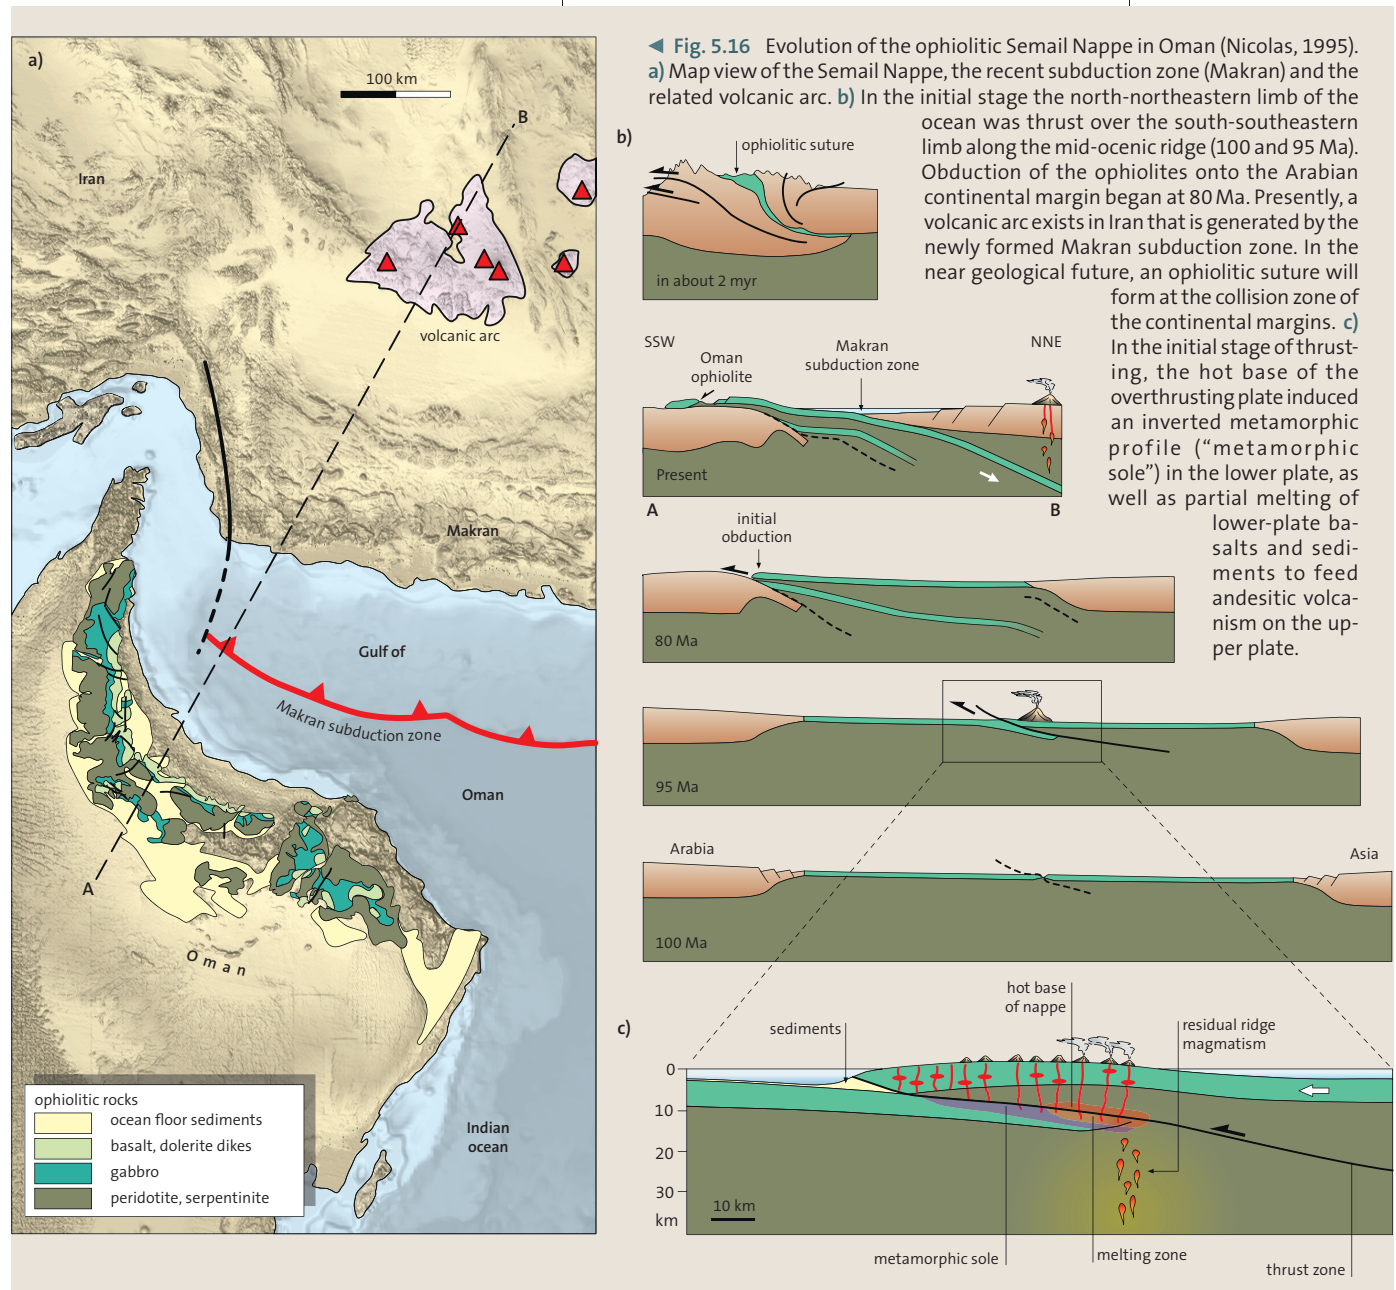 a)
100 km
B
Iran
volcanic arc
Makran
Gulf of
Makran subduction zone
Oman
A
Oman
Indian
ocean
ophiolitic rocks
ocean floor sediments
basalt, dolerite dikes
gabbro
peridotite, serpentinite
◄ Fig. 5.16 Evolution of the ophiolitic Semail Nappe in Oman (Nicolas, 1995).
a) Map view of the Semail Nappe, the recent subduction zone (Makran) and the
related volcanic arc. b) In the initial stage the north-northeastern limb of the
ocean was thrust over the south-southeastern
limb along the mid-ocenic ridge (100 and 95 Ma).
Obduction of the ophiolites onto the Arabian
continental margin began at 80 Ma. Presently, a
volcanic arc exists in Iran that is generated by the
newly formed Makran subduction zone. In the
near geological future, an ophiolitic suture will
form at the collision zone of
the continental margins. c)
In the initial stage of thrust-
ing, the hot base of the
overthrusting plate induced
an inverted metamorphic
profile (“metamorphic
sole”) in the lower plate, as
well as partial melting of
lower-plate ba-
salts and sedi-
ments to feed
andesitic volca-
nism on the up-
per plate.
b)
ophiolitic suture
in about 2 myr
SSW
Oman
ophiolite
Makran
subduction zone
NNE
Present
A
B
initial
obduction
80 Ma
95 Ma
Arabia
Asia
100 Ma
c)
sediments
hot base
of nappe
residual ridge
magmatism
0
10
20
30
km
10 km
metamorphic sole
melting zone
thrust zone